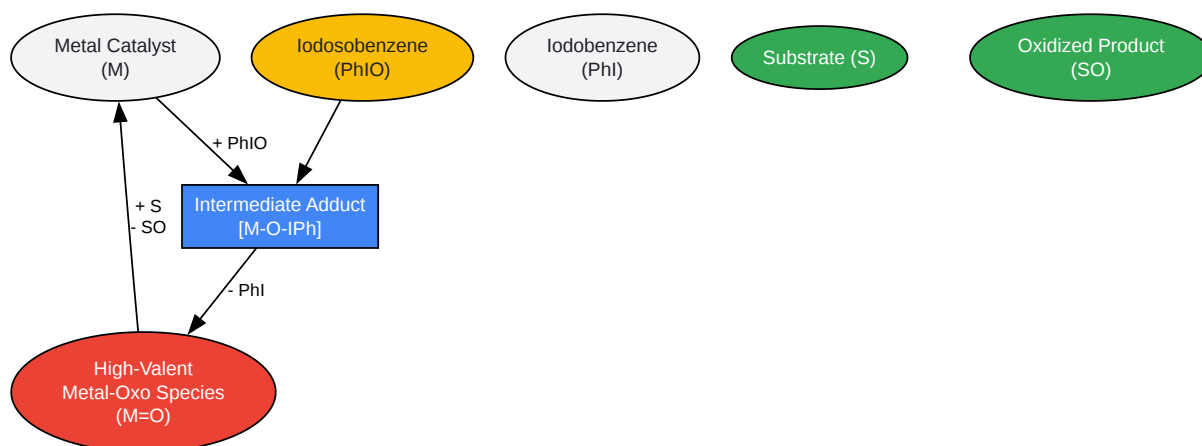 Metal Catalyst
(M)
Iodosobenzene
(PhIO)
Iodobenzene
(PhI)
Substrate (S)
Oxidized Product
(SO)
+ PhIO
Intermediate Adduct
[M-O-IPh]
+ S
- SO
- PhI
High-Valent
Metal-Oxo Species
(M=O)